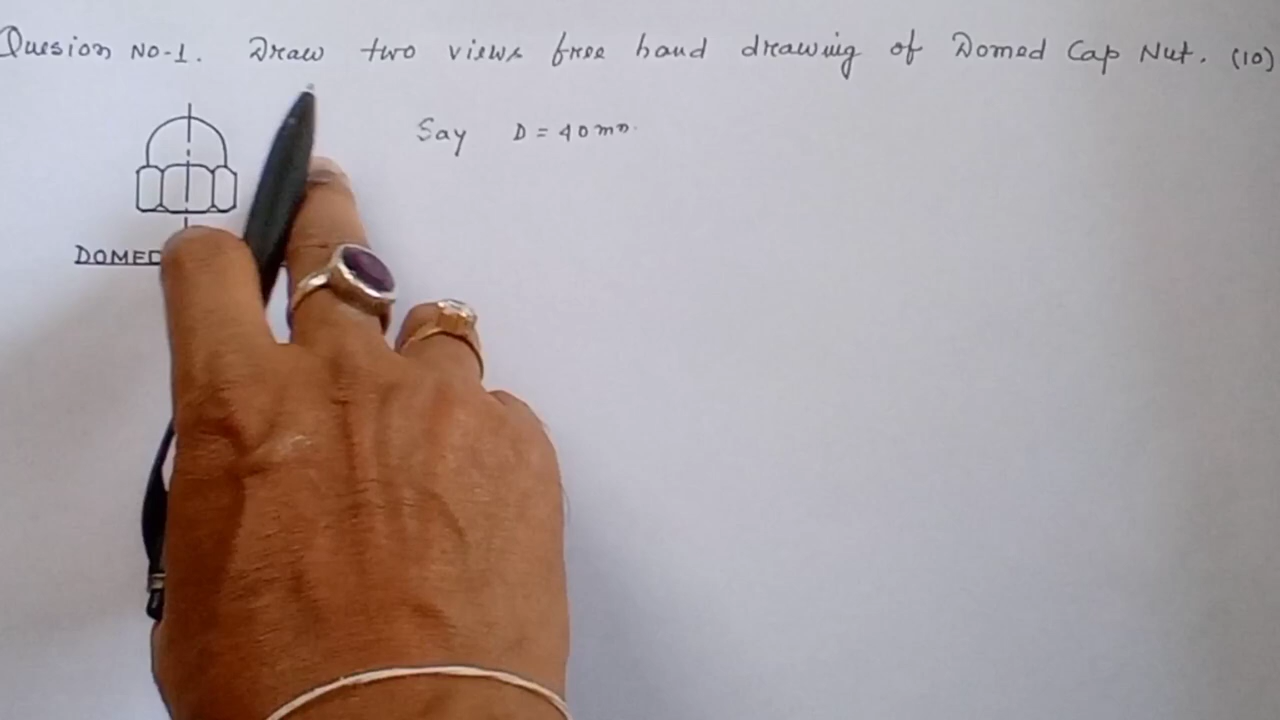 Quesion NO-1. Draw two views free hand drawing of Domed Cap Nut. (10)
Say D = 40mm.
DOMED